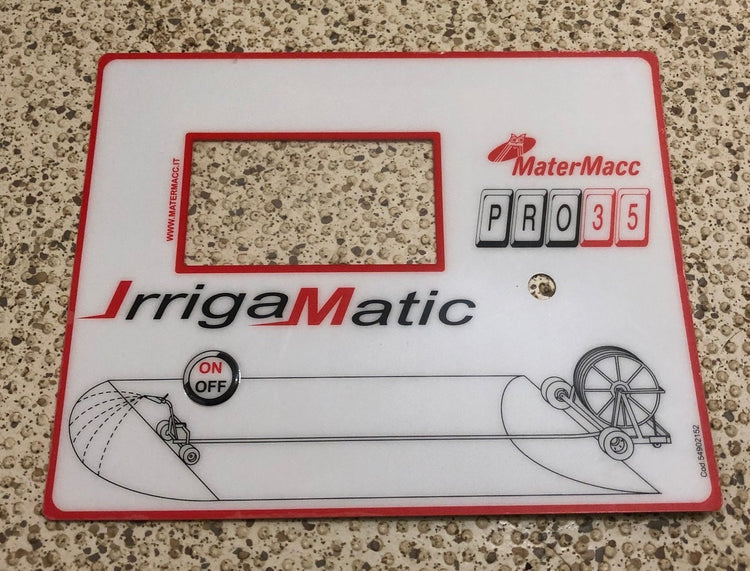 WWW.MATERMACC.IT
MaterMacc
PRO35
IrrigaMatic
ON
OFF
Cod.54902152